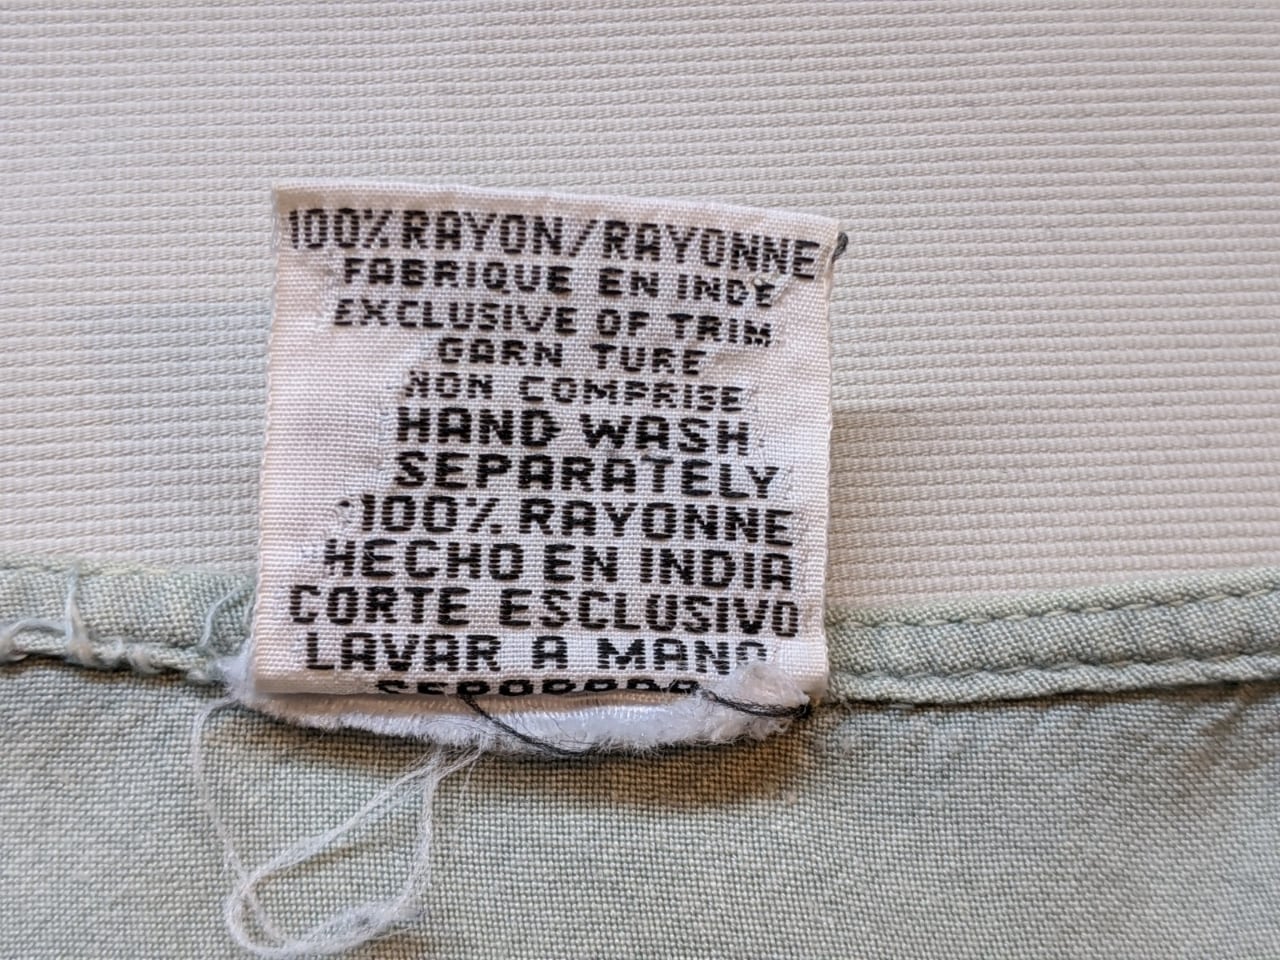 100% RAYON/RAYONNE
FABRIQUE EN INDE
EXCLUSIVE OF TRIM
GARN TURE
NON COMPRISE
HAND WASH
SEPARATELY
100% RAYONNE
HECHO EN INDIA
CORTE ESCLUSIVO
LAVAR A MANO